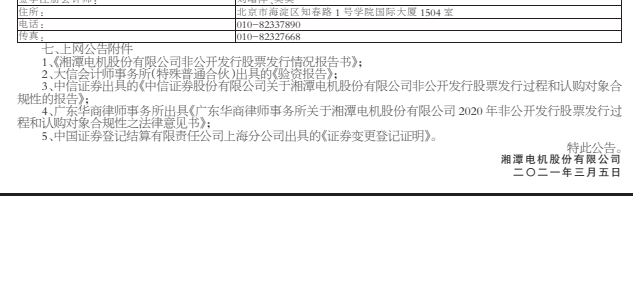 住所： 北京市海淀区知春路 1 号学院国际大厦 1504 室
电话： 010-82337890
传真： 010-82327668
七、上网公告附件
1、《湘潭电机股份有限公司非公开发行股票发行情况报告书》；
2、大信会计师事务所（特殊普通合伙）出具的《验资报告》；
3、中信证券出具的《中信证券股份有限公司关于湘潭电机股份有限公司非公开发行股票发行过程和认购对象合
规性的报告》；
4、广东华商律师事务所出具《广东华商律师事务所关于湘潭电机股份有限公司 2020 年非公开发行股票发行过
程和认购对象合规性之法律意见书》；
5、中国证券登记结算有限责任公司上海分公司出具的《证券变更登记证明》。
特此公告。
湘潭电机股份有限公司
二〇二一年三月五日